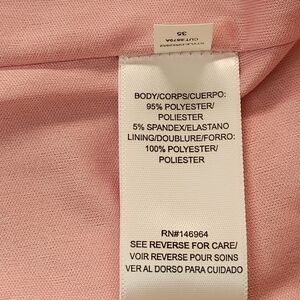 35
BODY/CORPS/CUERPO:
95% POLYESTER/
POLIESTER
5% SPANDEX/ELASTANO
LINING/DOUBLURE/FORRO:
100% POLYESTER/
POLIESTER
RN#146964
SEE REVERSE FOR CARE/
VOIR REVERSE POUR SOINS
VER AL DORSO PARA CUIDADO